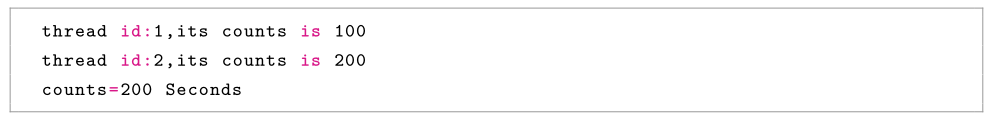 thread id:1,its counts is 100
thread id:2,its counts is 200
counts=200 Seconds